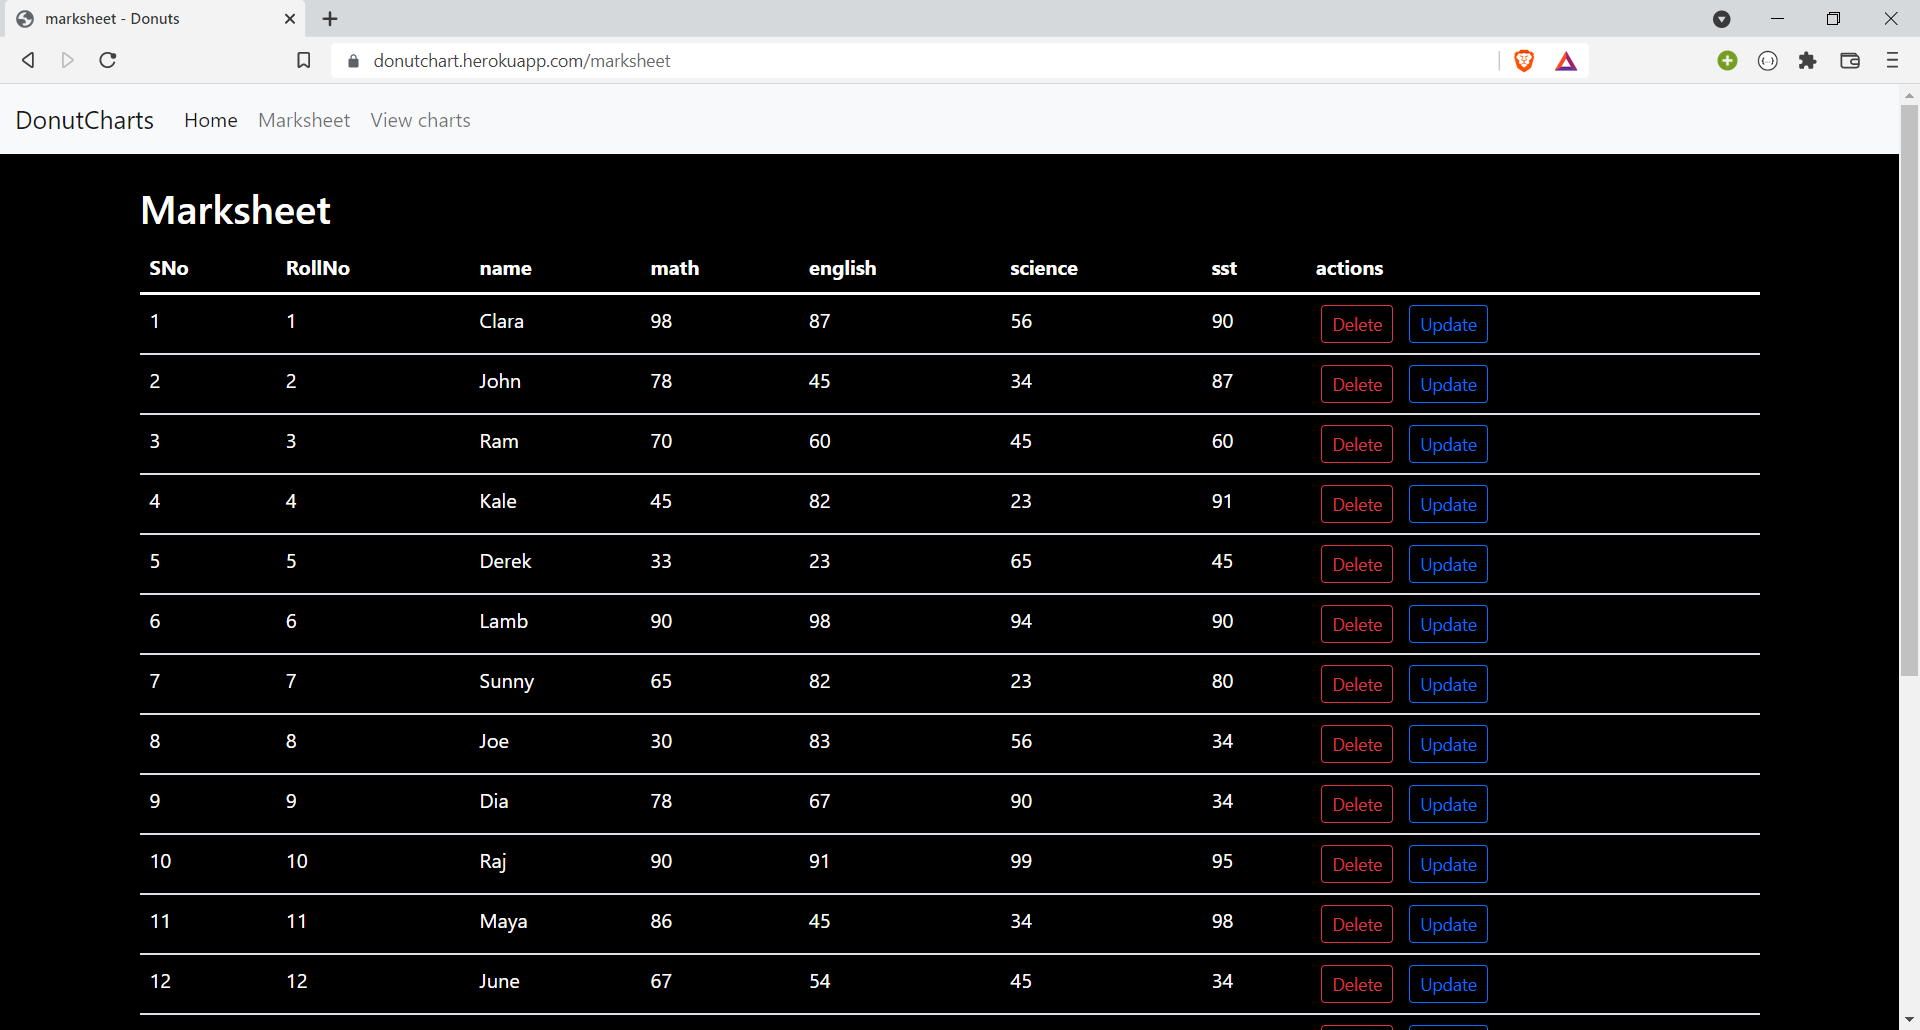 marksheet - Donuts
donutchart.herokuapp.com/marksheet
DonutCharts Home Marksheet View charts
Marksheet
SNo RollNo name math english science sst actions
1 1 Clara 98 87 56 90 Delete Update
2 2 John 78 45 34 87 Delete Update
3 3 Ram 70 60 45 60 Delete Update
4 4 Kale 45 82 23 91 Delete Update
5 5 Derek 33 23 65 45 Delete Update
6 6 Lamb 90 98 94 90 Delete Update
7 7 Sunny 65 82 23 80 Delete Update
8 8 Joe 30 83 56 34 Delete Update
9 9 Dia 78 67 90 34 Delete Update
10 10 Raj 90 91 99 95 Delete Update
11 11 Maya 86 45 34 98 Delete Update
12 12 June 67 54 45 34 Delete Update